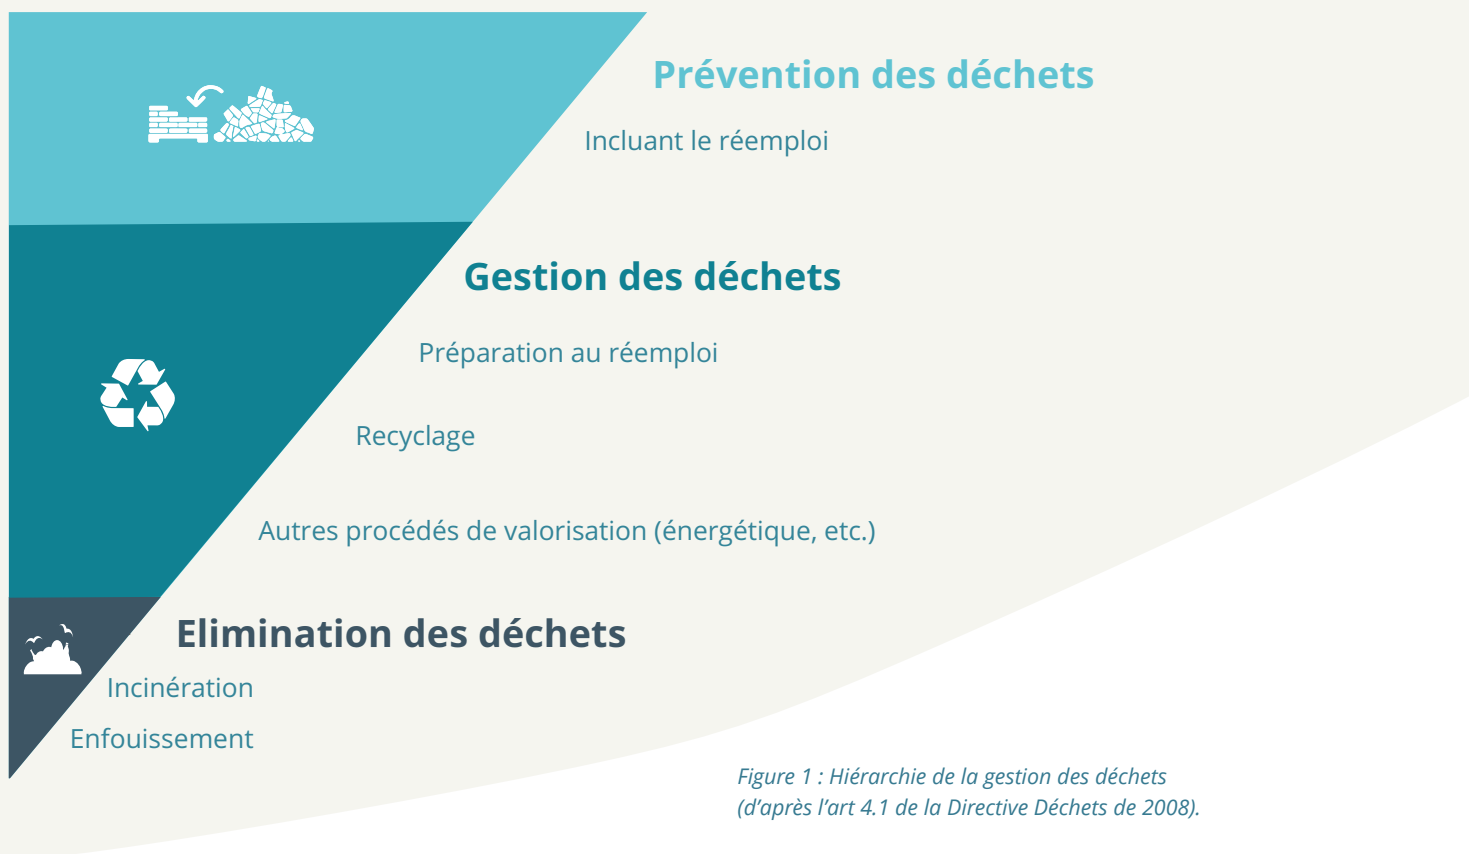 Prévention des déchets
Incluant le réemploi
Gestion des déchets
Préparation au réemploi
Recyclage
Autres procédés de valorisation (énergétique, etc.)
Elimination des déchets
Incinération
Enfouissement
Figure 1 : Hiérarchie de la gestion des déchets
(d’après l’art 4.1 de la Directive Déchets de 2008).